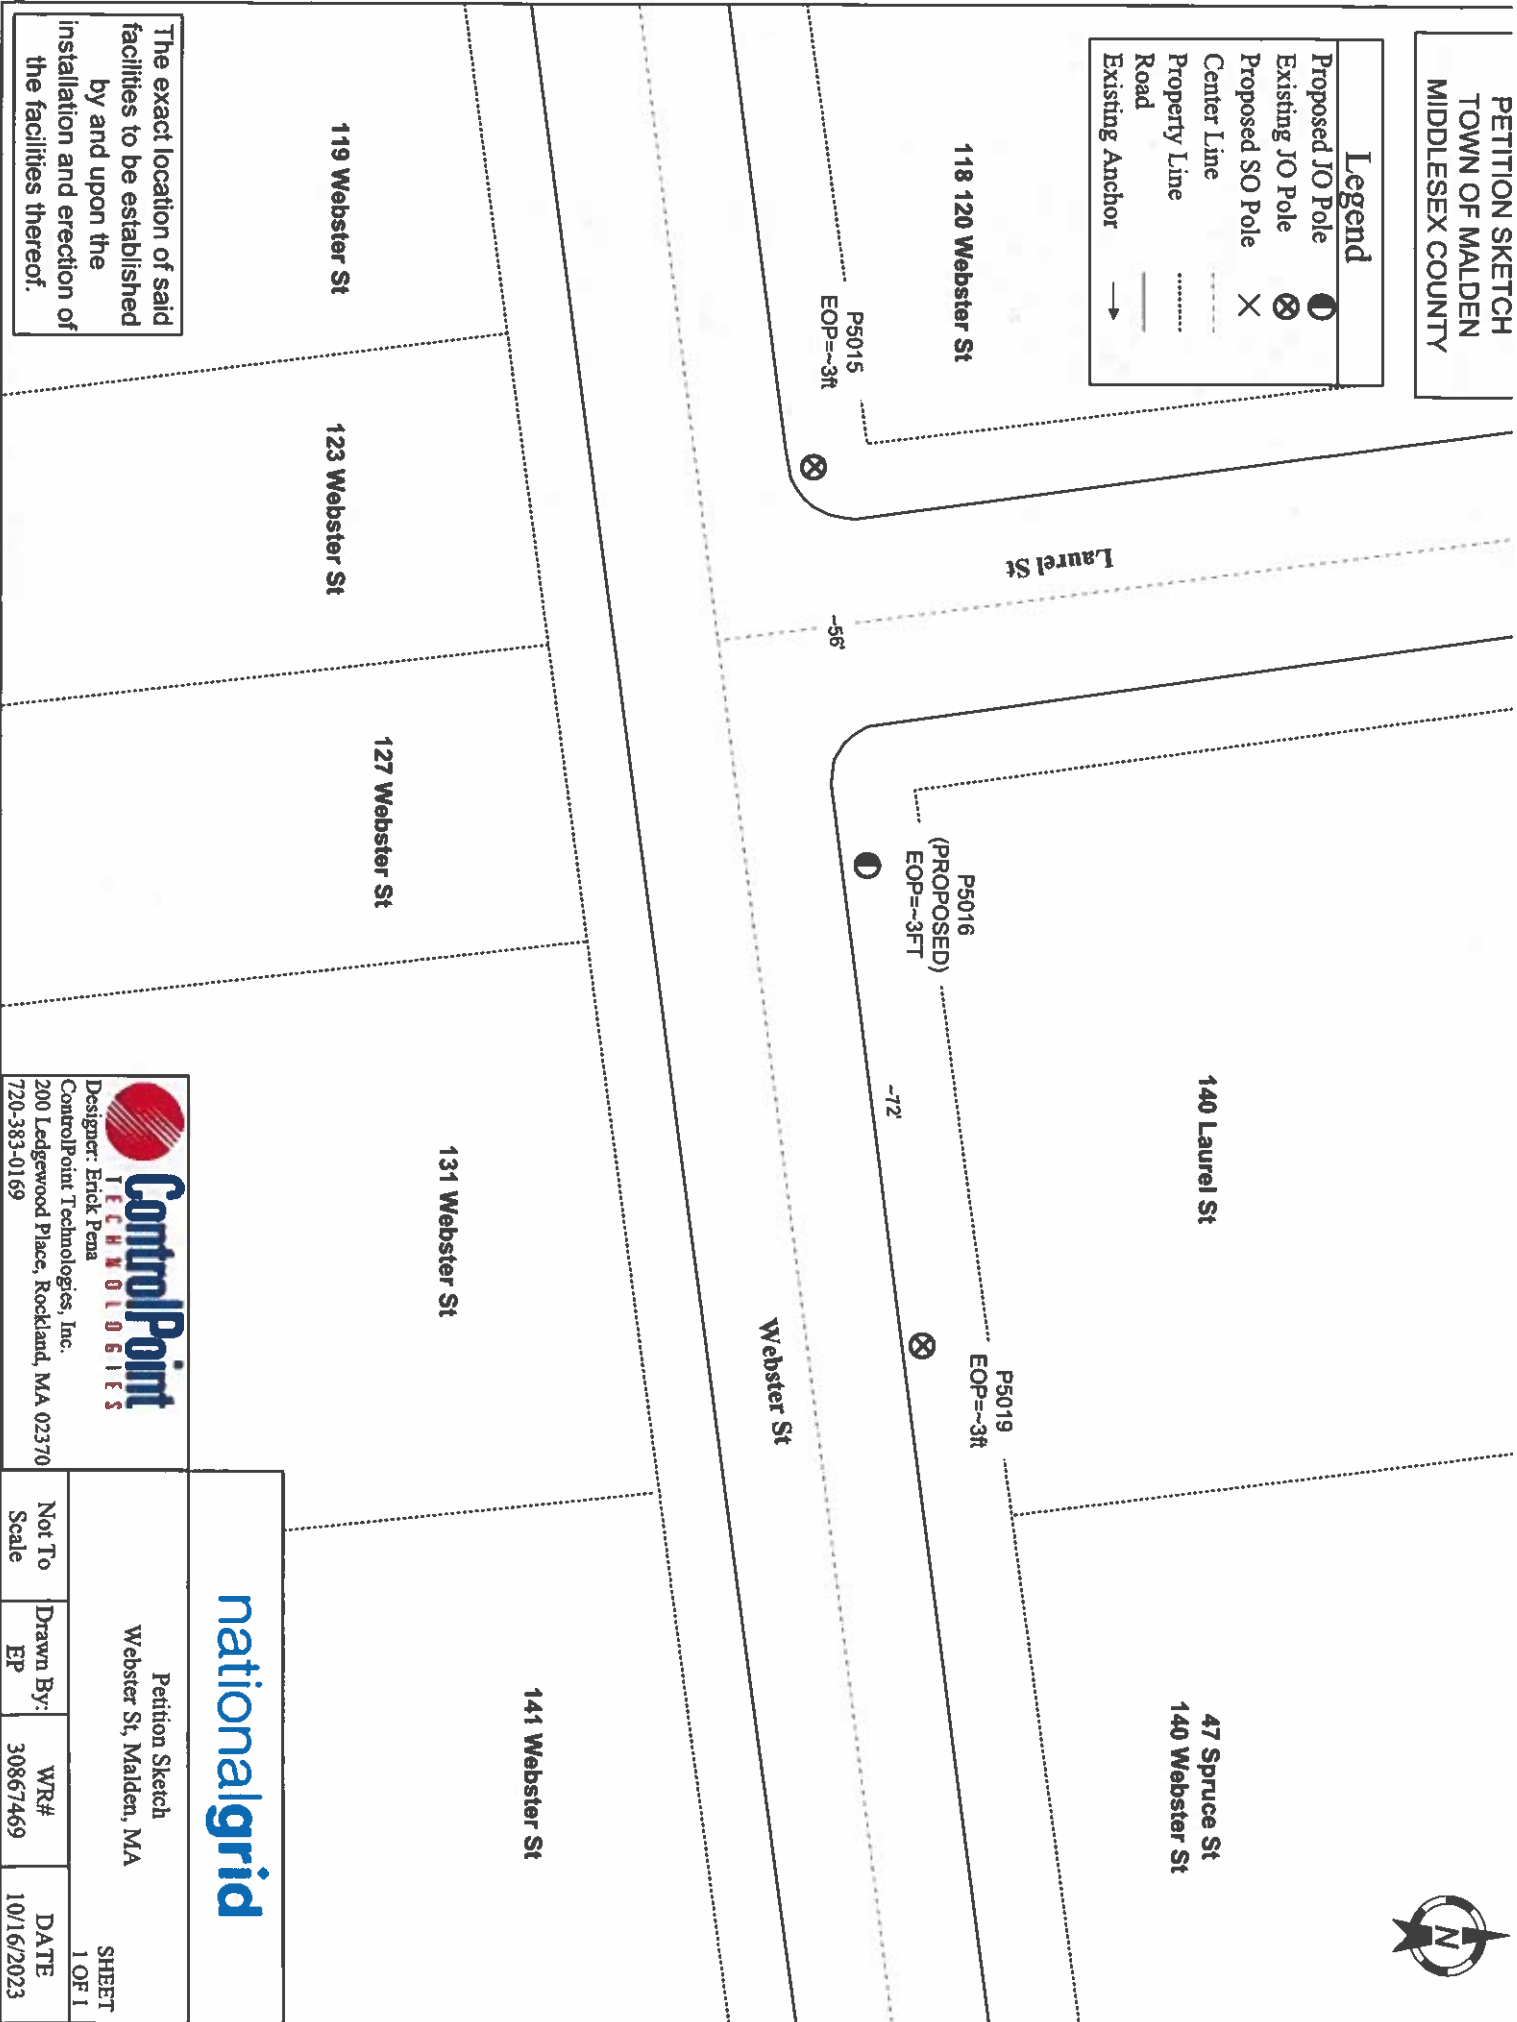 PETITION SKETCH
TOWN OF MALDEN
MIDDLESEX COUNTY
Legend
Proposed JO Pole
Existing JO Pole
Proposed SO Pole
Center Line
Property Line
Road
Existing Anchor
118 120 Webster St
P5015
EOP=~3ft
Laurel St
~56'
P5016
(PROPOSED)
EOP=~3FT
140 Laurel St
~72'
P5019
EOP=~3ft
47 Spruce St
140 Webster St
N
Webster St
119 Webster St
123 Webster St
127 Webster St
131 Webster St
141 Webster St
The exact location of said
facilities to be established
by and upon the
installation and erection of
the facilities thereof.
ControlPoint
TECHNOLOGIES
Designer: Erick Pena
ControlPoint Technologies, Inc.
200 Ledgewood Place, Rockland, MA 02370
720-383-0169
nationalgrid
Petition Sketch
Webster St, Malden, MA
SHEET
1 OF 1
Not To
Scale
Drawn By:
EP
WR#
30867469
DATE
10/16/2023